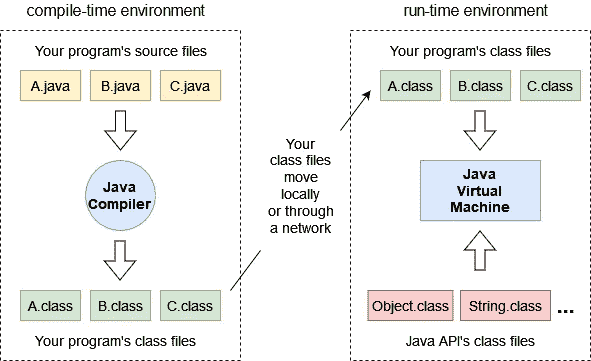 compile-time environment
Your program's source files
A.java B.java C.java
Java
Compiler
A.class B.class C.class
Your program's class files
Your
class files
move
locally
or through
a network
run-time environment
Your program's class files
A.class B.class C.class
Java
Virtual
Machine
Object.class String.class ...
Java API's class files